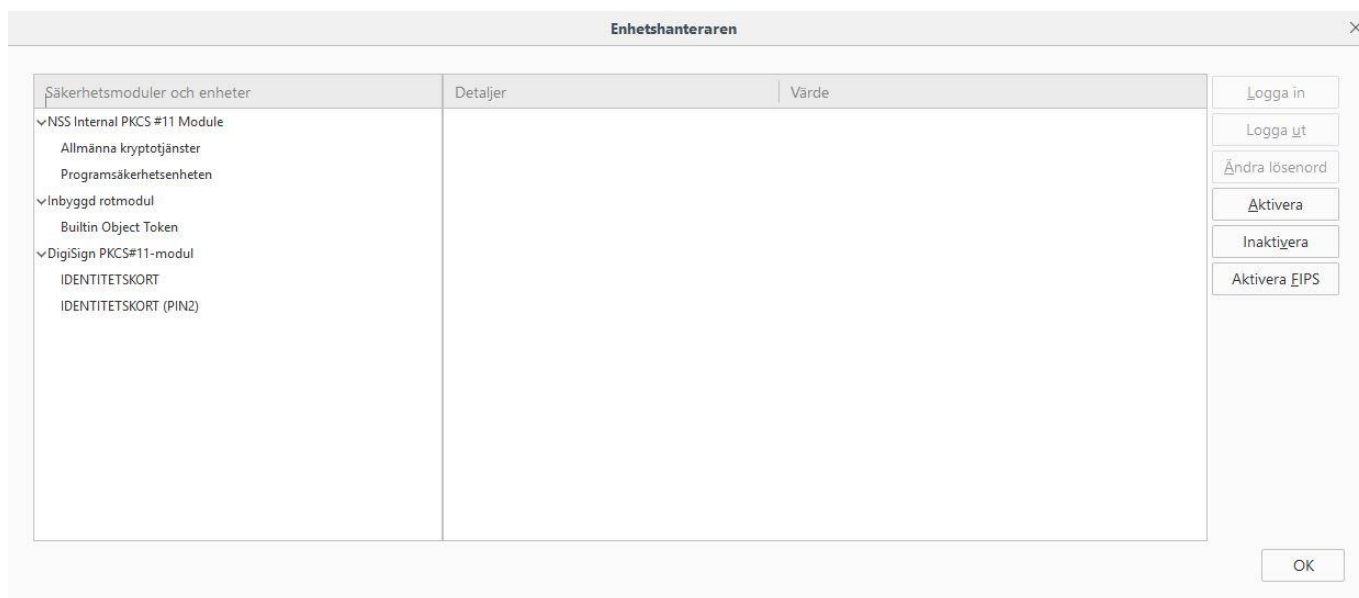 Enhetshanteraren
Säkerhetsmoduler och enheter Detaljer Värde
NSS Internal PKCS #11 Module
Allmänna kryptotjänster
Programsäkerhetsenheten
Inbyggd rotmodul
Builtin Object Token
DigiSign PKCS#11-modul
IDENTITETSKORT
IDENTITETSKORT (PIN2)
Logga in
Logga ut
Ändra lösenord
Aktivera
Inaktivera
Aktivera FIPS
OK